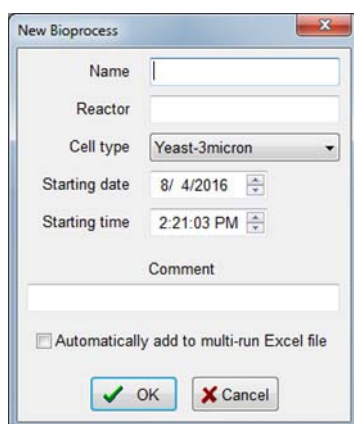 New Bioprocess
Name
Reactor
Cell type Yeast-3micron
Starting date 8/ 4/2016
Starting time 2:21:03 PM
Comment
Automatically add to multi-run Excel file
OK Cancel